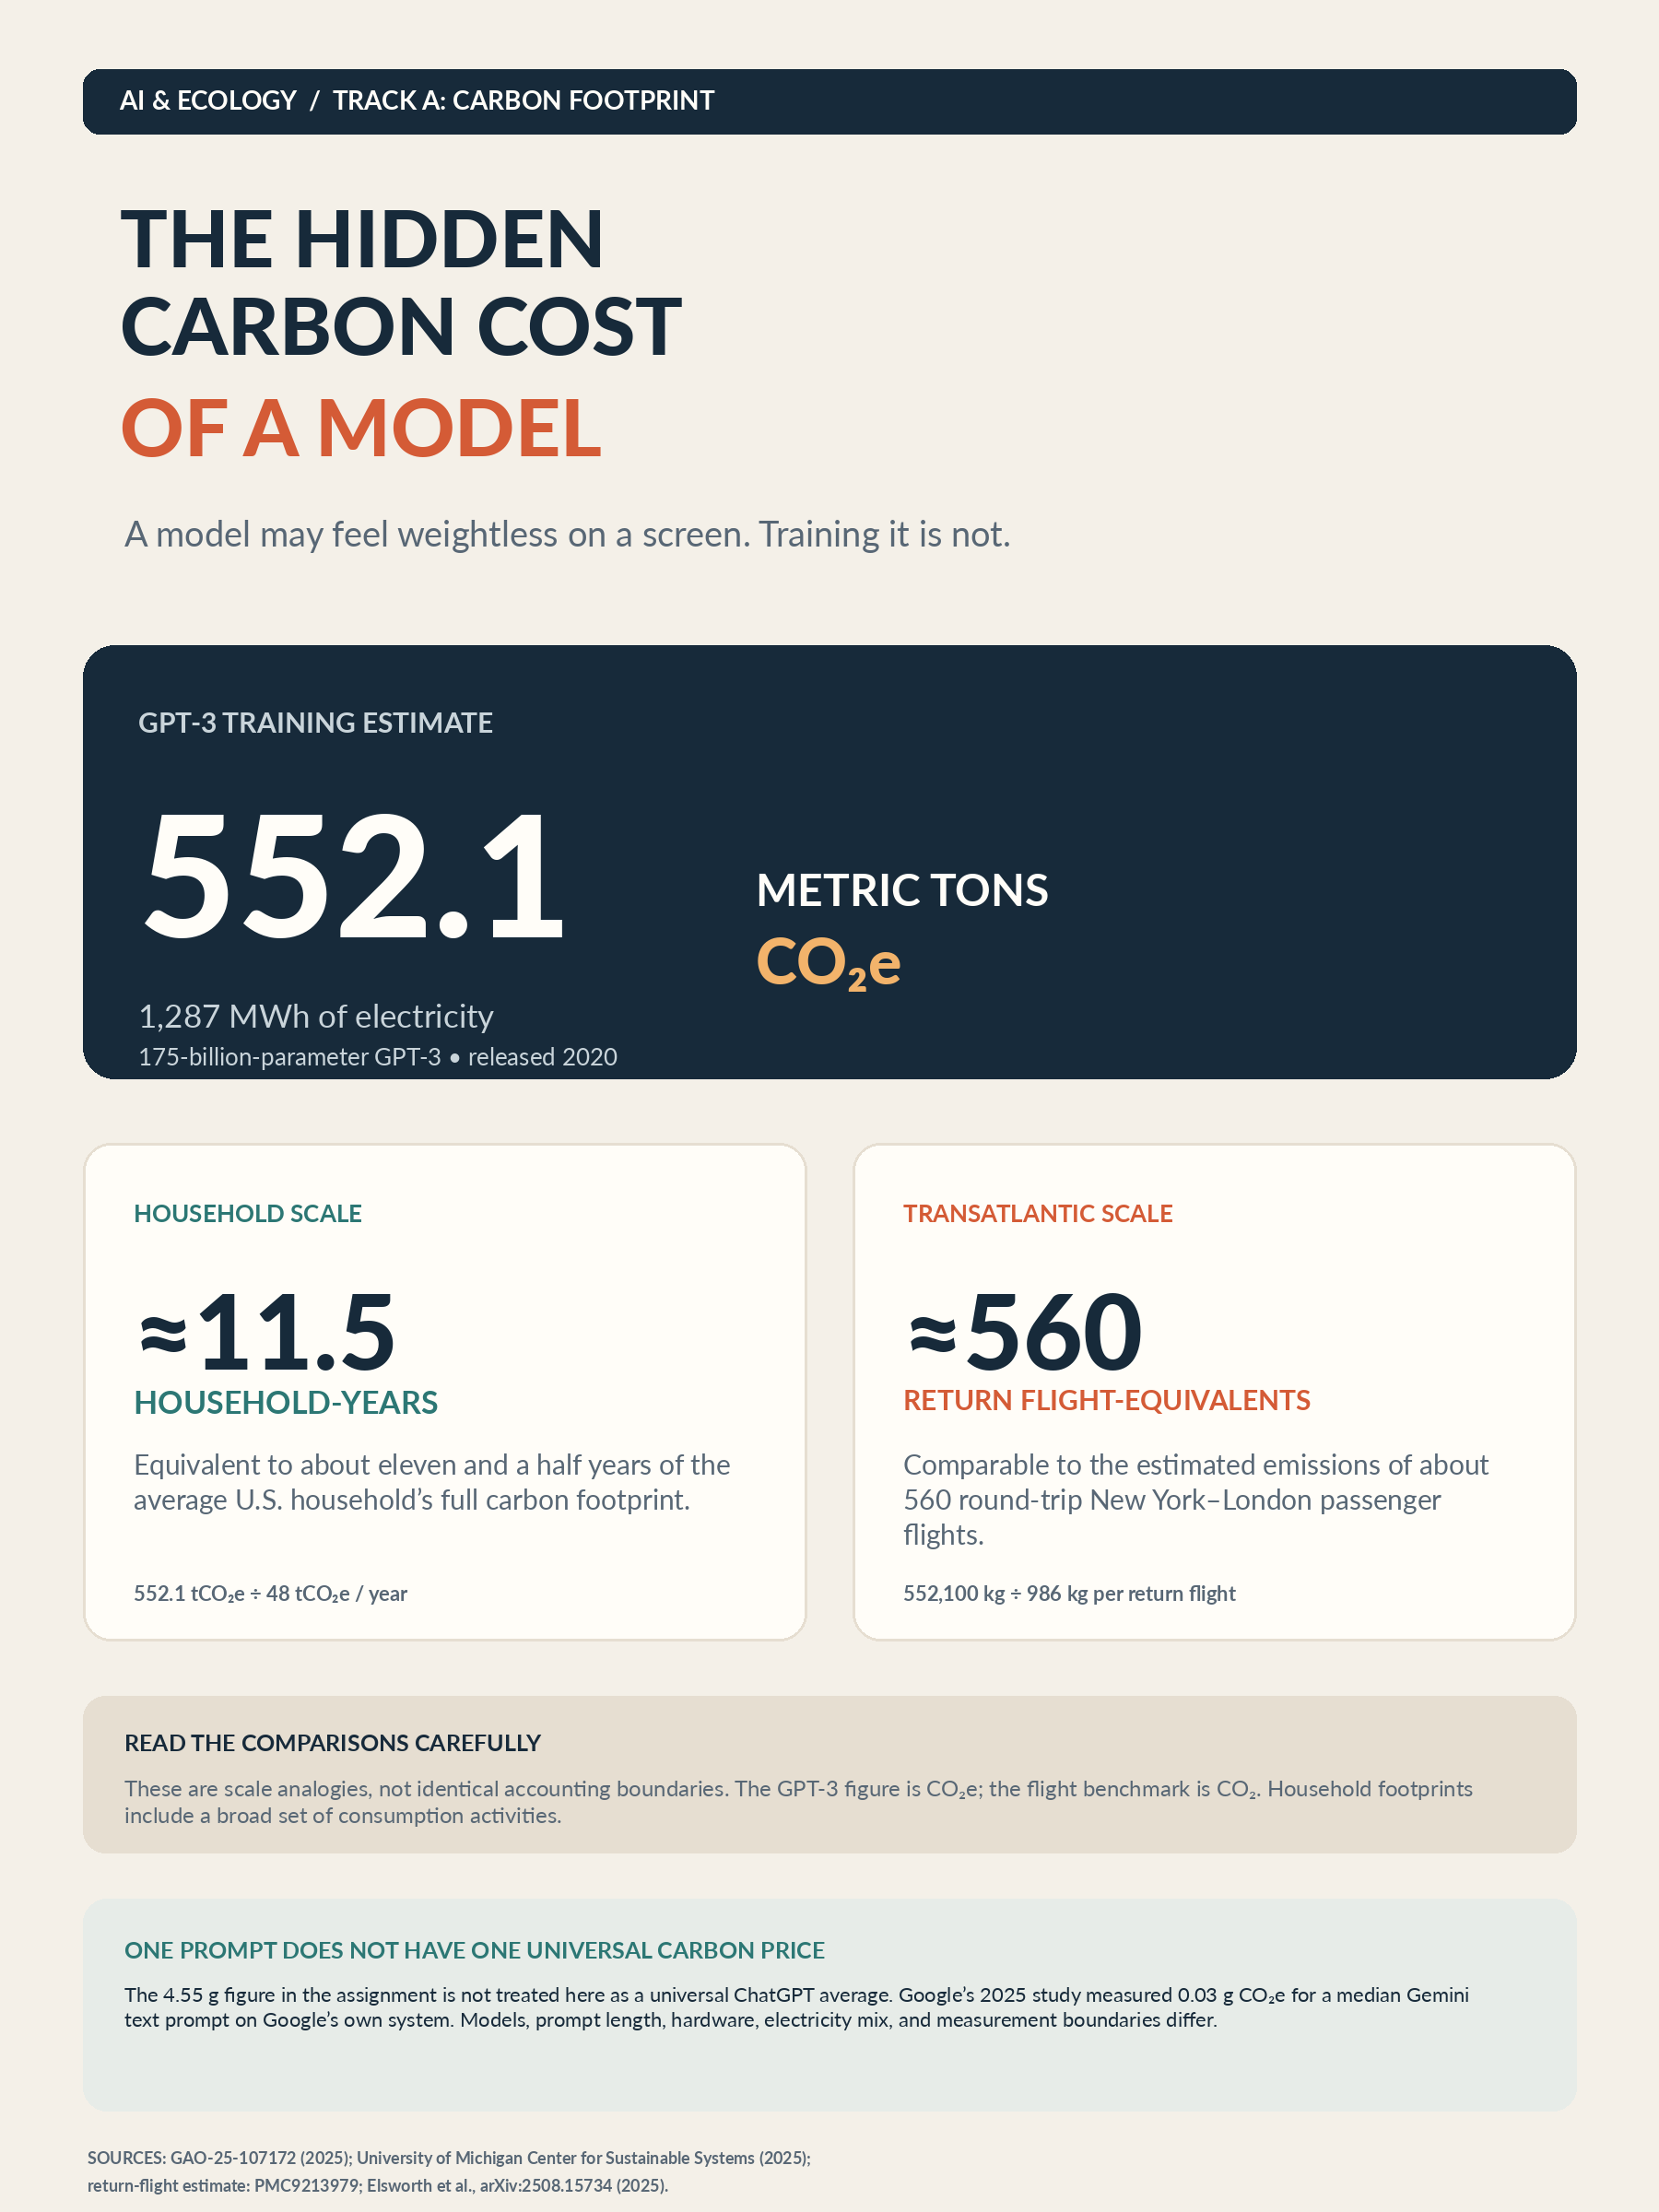 AI & ECOLOGY / TRACK A: CARBON FOOTPRINT
THE HIDDEN
CARBON COST
OF A MODEL
A model may feel weightless on a screen. Training it is not.
GPT-3 TRAINING ESTIMATE
552.1
METRIC TONS
CO₂e
1,287 MWh of electricity
175-billion-parameter GPT-3 • released 2020
HOUSEHOLD SCALE
≈11.5
HOUSEHOLD-YEARS
Equivalent to about eleven and a half years of the
average U.S. household’s full carbon footprint.
552.1 tCO₂e ÷ 48 tCO₂e / year
TRANSATLANTIC SCALE
≈560
RETURN FLIGHT-EQUIVALENTS
Comparable to the estimated emissions of about
560 round-trip New York–London passenger
flights.
552,100 kg ÷ 986 kg per return flight
READ THE COMPARISONS CAREFULLY
These are scale analogies, not identical accounting boundaries. The GPT-3 figure is CO₂e; the flight benchmark is CO₂. Household footprints
include a broad set of consumption activities.
ONE PROMPT DOES NOT HAVE ONE UNIVERSAL CARBON PRICE
The 4.55 g figure in the assignment is not treated here as a universal ChatGPT average. Google’s 2025 study measured 0.03 g CO₂e for a median Gemini
text prompt on Google’s own system. Models, prompt length, hardware, electricity mix, and measurement boundaries differ.
SOURCES: GAO-25-107172 (2025); University of Michigan Center for Sustainable Systems (2025);
return-flight estimate: PMC9213979; Elsworth et al., arXiv:2508.15734 (2025).